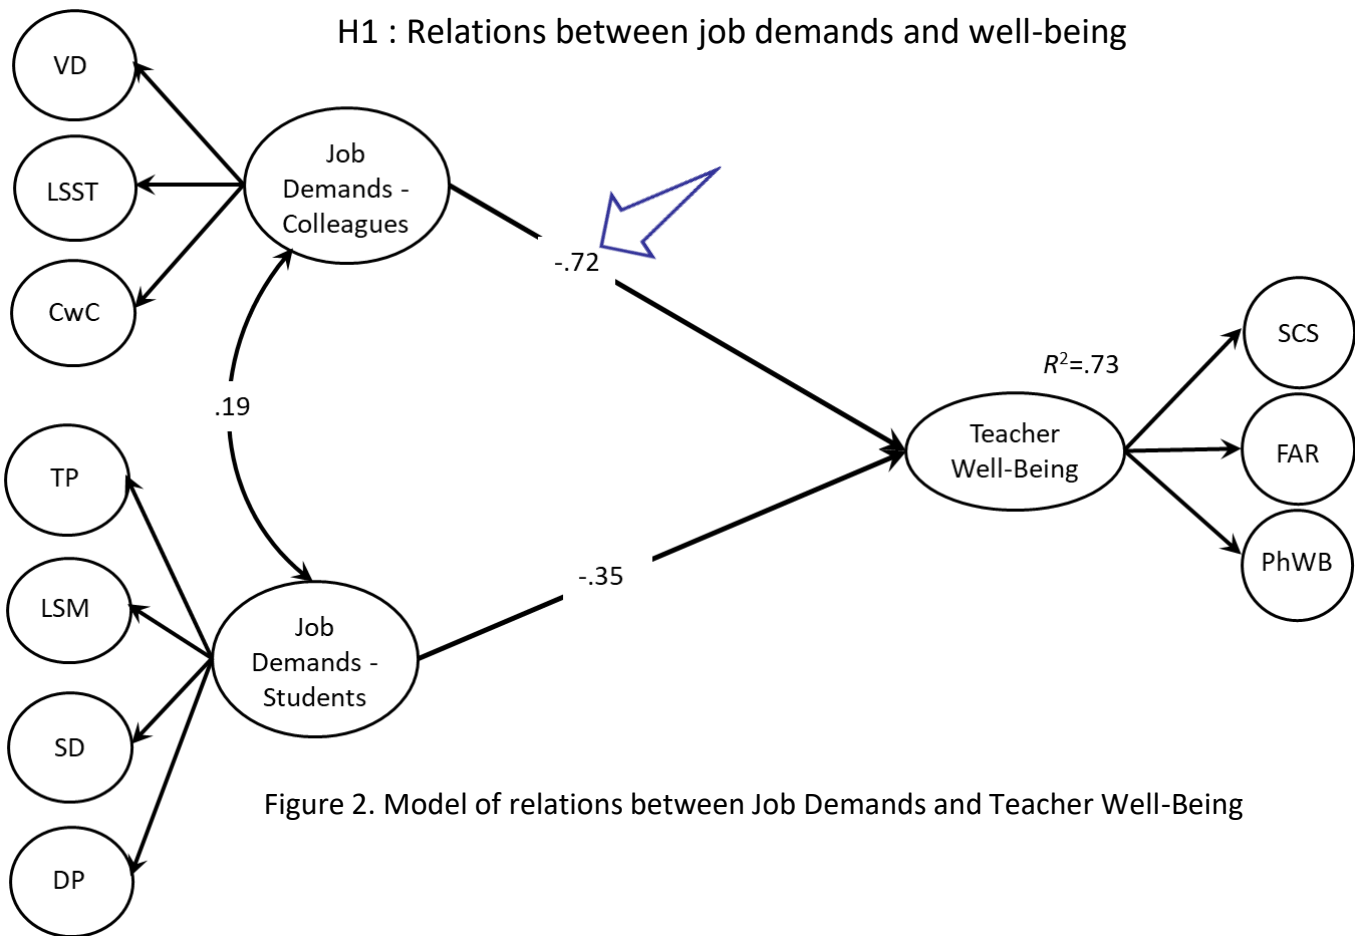 H1 : Relations between job demands and well-being
VD
LSST
CwC
Job
Demands -
Colleagues
-.72
.19
TP
LSM
SD
DP
Job
Demands -
Students
-.35
R²=.73
Teacher
Well-Being
SCS
FAR
PhWB
Figure 2. Model of relations between Job Demands and Teacher Well-Being